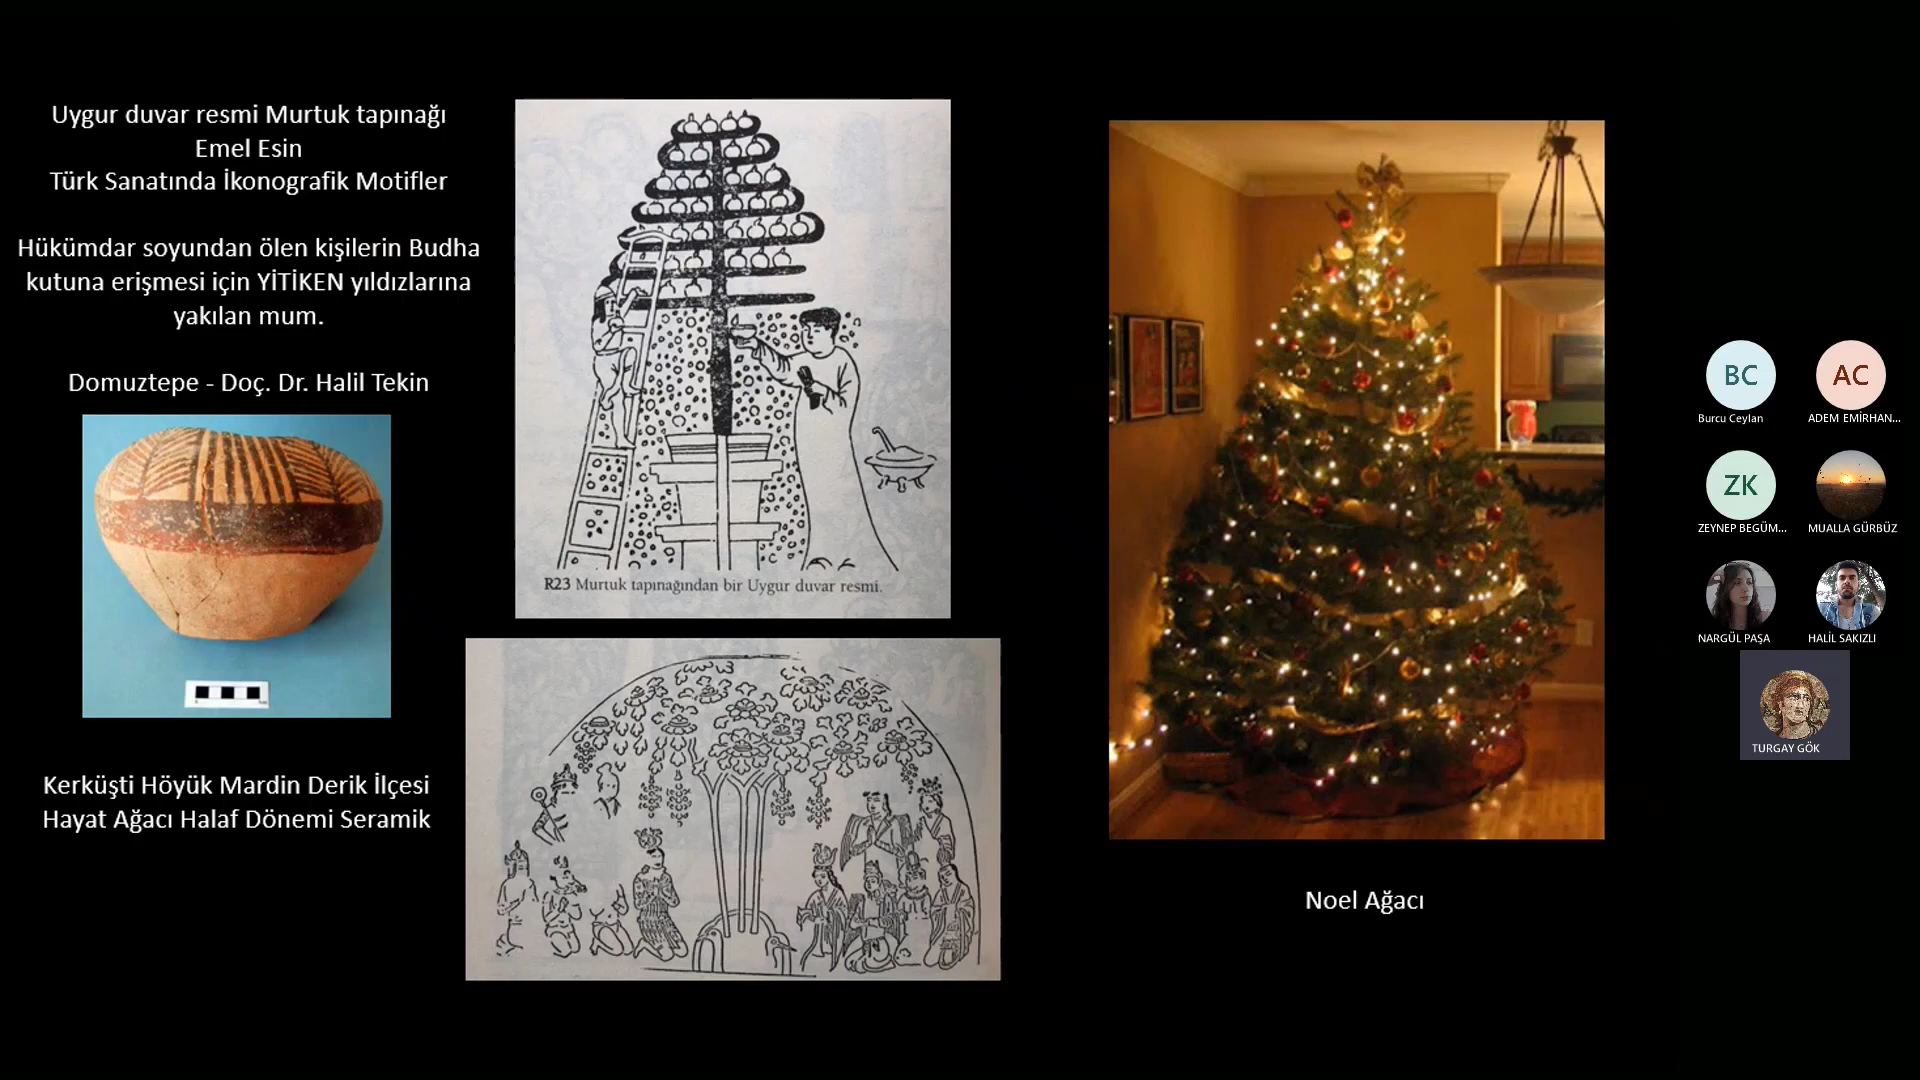 Uygur duvar resmi Murtuk tapınağı
Emel Esin
Türk Sanatında İkonografik Motifler
Hükümdar soyundan ölen kişilerin Budha
kutuna erişmesi için YİTİKEN yıldızlarına
yakılan mum.
Domuztepe - Doç. Dr. Halil Tekin
Kerküşti Höyük Mardin Derik İlçesi
Hayat Ağacı Halaf Dönemi Seramik
R23 Murtuk tapınağından bir Uygur duvar resmi.
Noel Ağacı
BC
Burcu Ceylan
AC
ADEM EMİRHAN...
ZK
ZEYNEP BEGÜM...
MUALLA GÜRBÜZ
NARGÜL PAŞA
HALİL SAKIZLI
TURGAY GÖK